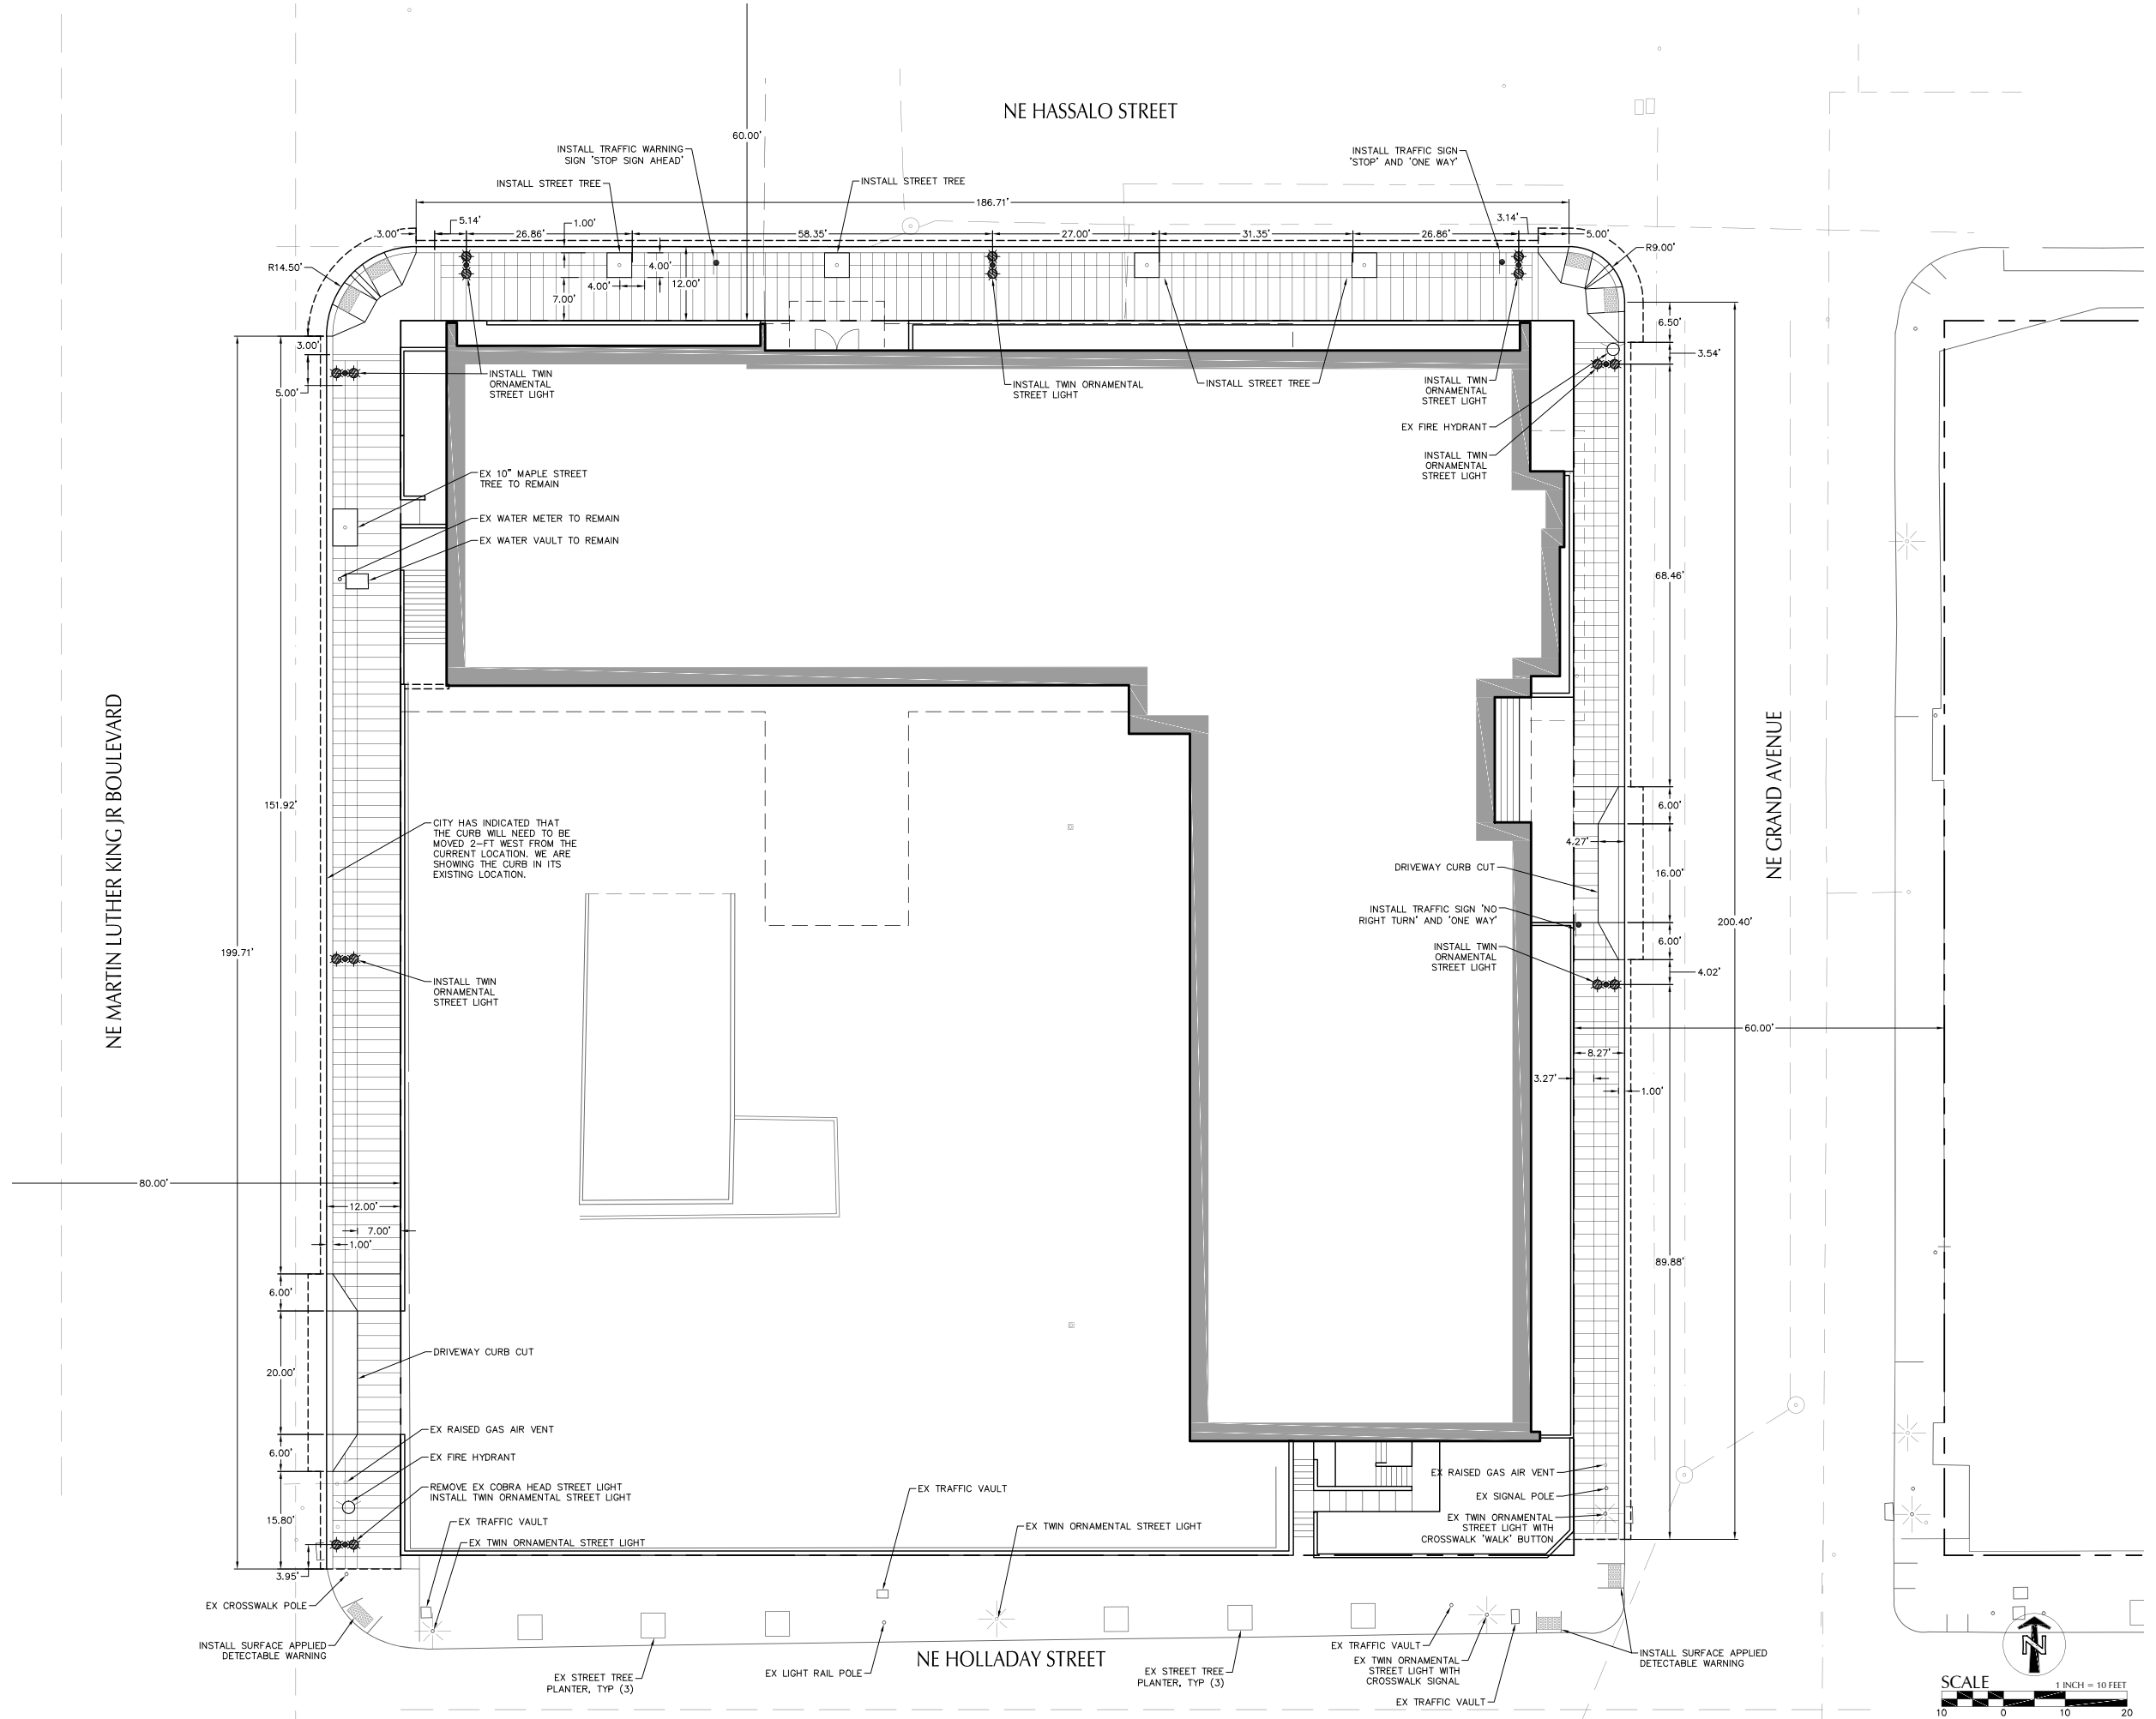 NE HASSALO STREET
60.00'
INSTALL TRAFFIC WARNING
SIGN 'STOP SIGN AHEAD'
INSTALL STREET TREE
INSTALL STREET TREE
INSTALL TRAFFIC SIGN
'STOP' AND 'ONE WAY'
186.71'
3.00'
5.14'
26.86'
1.00'
58.35'
27.00'
31.35'
26.86'
3.14'
5.00'
R14.50'
R9.00'
4.00'
4.00'
7.00'
12.00'
3.00'
5.00'
6.50'
3.54'
INSTALL TWIN
ORNAMENTAL
STREET LIGHT
INSTALL TWIN ORNAMENTAL
STREET LIGHT
INSTALL STREET TREE
INSTALL TWIN
ORNAMENTAL
STREET LIGHT
EX FIRE HYDRANT
INSTALL TWIN
ORNAMENTAL
STREET LIGHT
EX 10" MAPLE STREET
TREE TO REMAIN
EX WATER METER TO REMAIN
EX WATER VAULT TO REMAIN
68.46'
NE MARTIN LUTHER KING JR BOULEVARD
NE GRAND AVENUE
151.92'
199.71'
CITY HAS INDICATED THAT
THE CURB WILL NEED TO BE
MOVED 2-FT WEST FROM THE
CURRENT LOCATION. WE ARE
SHOWING THE CURB IN ITS
EXISTING LOCATION.
6.00'
4.27'
DRIVEWAY CURB CUT
16.00'
INSTALL TRAFFIC SIGN 'NO
RIGHT TURN' AND 'ONE WAY'
200.40'
6.00'
INSTALL TWIN
ORNAMENTAL
STREET LIGHT
4.02'
INSTALL TWIN
ORNAMENTAL
STREET LIGHT
60.00'
8.27'
3.27'
1.00'
80.00'
12.00'
7.00'
1.00'
89.88'
6.00'
20.00'
DRIVEWAY CURB CUT
6.00'
EX RAISED GAS AIR VENT
EX FIRE HYDRANT
REMOVE EX COBRA HEAD STREET LIGHT
INSTALL TWIN ORNAMENTAL STREET LIGHT
15.80'
EX TRAFFIC VAULT
EX TWIN ORNAMENTAL STREET LIGHT
3.95'
EX TRAFFIC VAULT
EX TWIN ORNAMENTAL STREET LIGHT
EX RAISED GAS AIR VENT
EX SIGNAL POLE
EX TWIN ORNAMENTAL
STREET LIGHT WITH
CROSSWALK 'WALK' BUTTON
EX CROSSWALK POLE
INSTALL SURFACE APPLIED
DETECTABLE WARNING
EX STREET TREE
PLANTER, TYP (3)
EX LIGHT RAIL POLE
NE HOLLADAY STREET
EX STREET TREE
PLANTER, TYP (3)
EX TRAFFIC VAULT
EX TWIN ORNAMENTAL
STREET LIGHT WITH
CROSSWALK SIGNAL
EX TRAFFIC VAULT
INSTALL SURFACE APPLIED
DETECTABLE WARNING
N
SCALE
1 INCH = 10 FEET
10 0 10 20